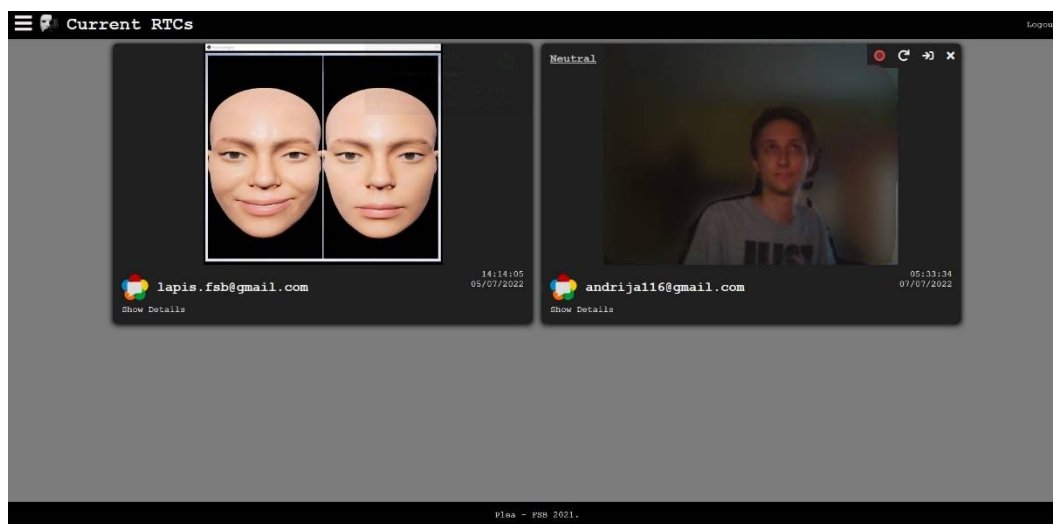 Current RTCs
Logou
Neutral
lapis.fsb@gmail.com
14:14:05
05/07/2022
Show Details
andrija116@gmail.com
05:33:34
07/07/2022
Show Details
Plea - FSB 2021.